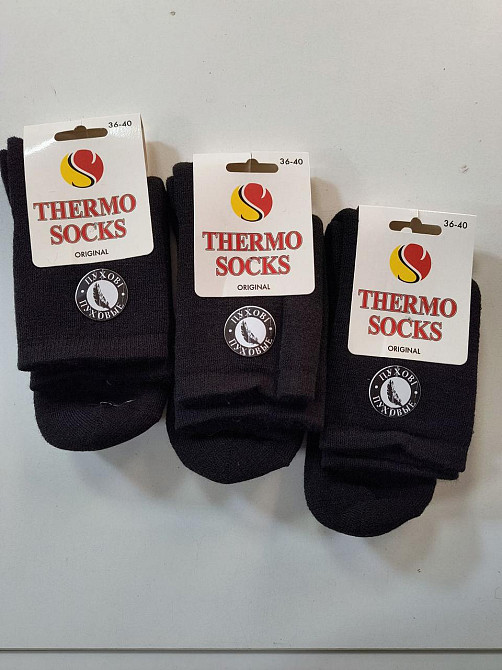 36-40
THERMO
SOCKS
ORIGINAL
ПУХОВІ
ПУХОВЫЕ
36-40
THERMO
SOCKS
ORIGINAL
ПУХОВІ
ПУХОВЫЕ
36-40
THERMO
SOCKS
ORIGINAL
ПУХОВІ
ПУХОВЫЕ